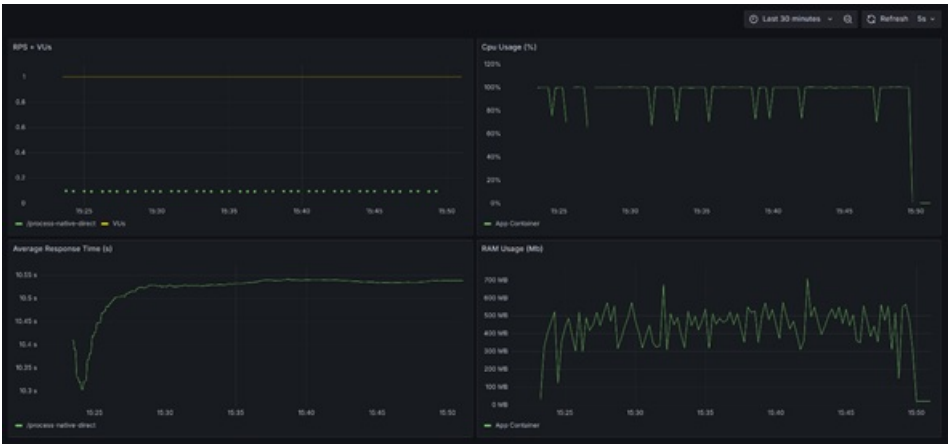 Last 30 minutes
Refresh 5s
RPS + VUs
1
0.8
0.6
0.4
0.2
0
15:25 15:30 15:35 15:40 15:45 15:50
/process-native-direct VUs
Cpu Usage (%)
120%
100%
80%
60%
40%
20%
0%
15:25 15:30 15:35 15:40 15:45 15:50
App Container
Average Response Time (s)
10.55 s
10.5 s
10.45 s
10.4 s
10.35 s
10.3 s
15:25 15:30 15:35 15:40 15:45 15:50
/process-native-direct
RAM Usage (Mb)
700 MB
600 MB
500 MB
400 MB
300 MB
200 MB
100 MB
0 MB
15:25 15:30 15:35 15:40 15:45 15:50
App Container